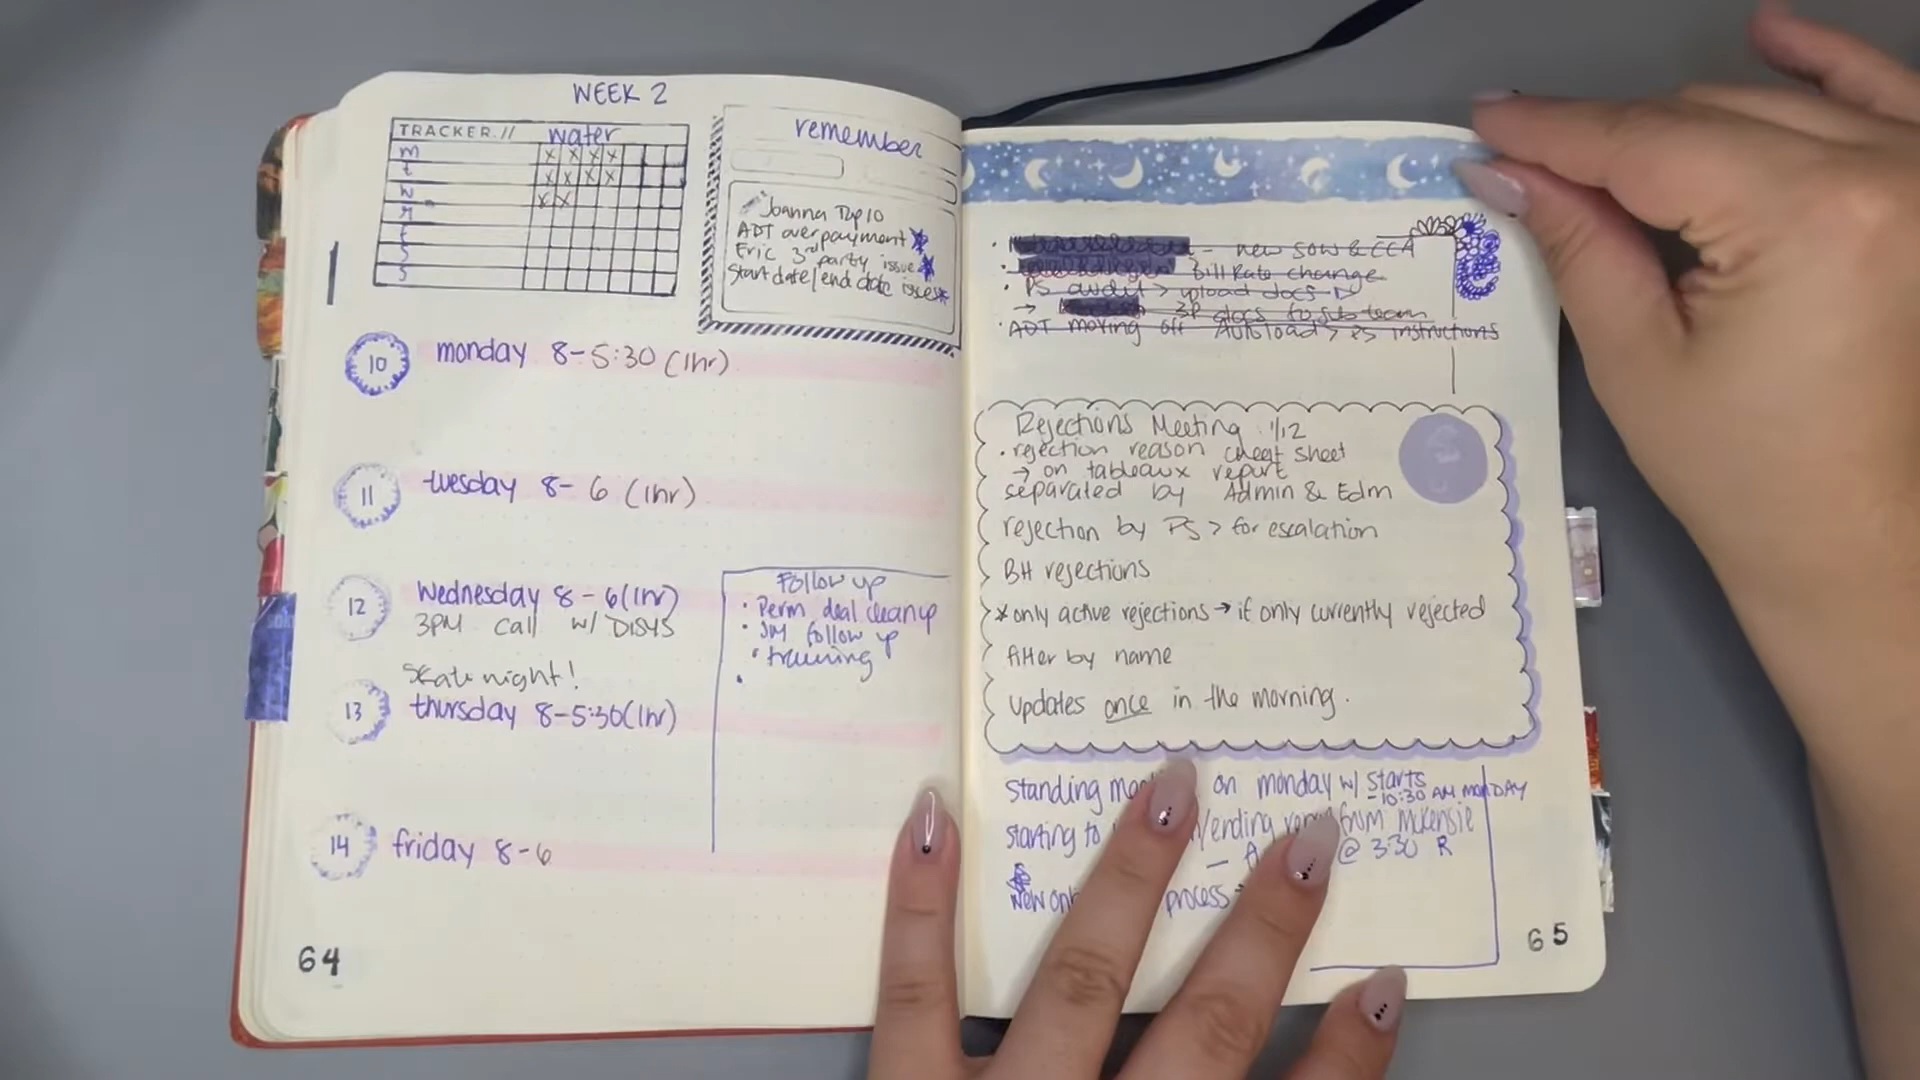 WEEK 2
TRACKER.// water
m x x x x
t x x x x
w x x
r
f
s
s
remember
Joanna Top 10
ADT overpayment
Eric 3rd party issue
Start date/end date issues
1
10 monday 8-5:30 (1hr)
11 tuesday 8-6 (1hr)
12 Wednesday 8-6 (1hr)
3PM Call w/ DISYS
Skate night!
13 thursday 8-5:30 (1hr)
14 friday 8-6
Follow up
• Perm deal cleanup
• JM follow up
• training
•
64
• - new SOW & CCA
• Bill Rate change
• PS audit > upload docs
→ 3P docs to sub team
• ADT moving off Autoload > PS instructions
Rejections Meeting 1/12
• rejection reason cheat sheet
→ on tableaux report
separated by Admin & Edm
rejection by PS > for escalation
BH rejections
* only active rejections → if only currently rejected
filter by name
updates once in the morning.
Standing on monday w/ starts
- 10:30 AM monDAY
starting to /ending from McKensie
- @ 3:30 R
New process
65